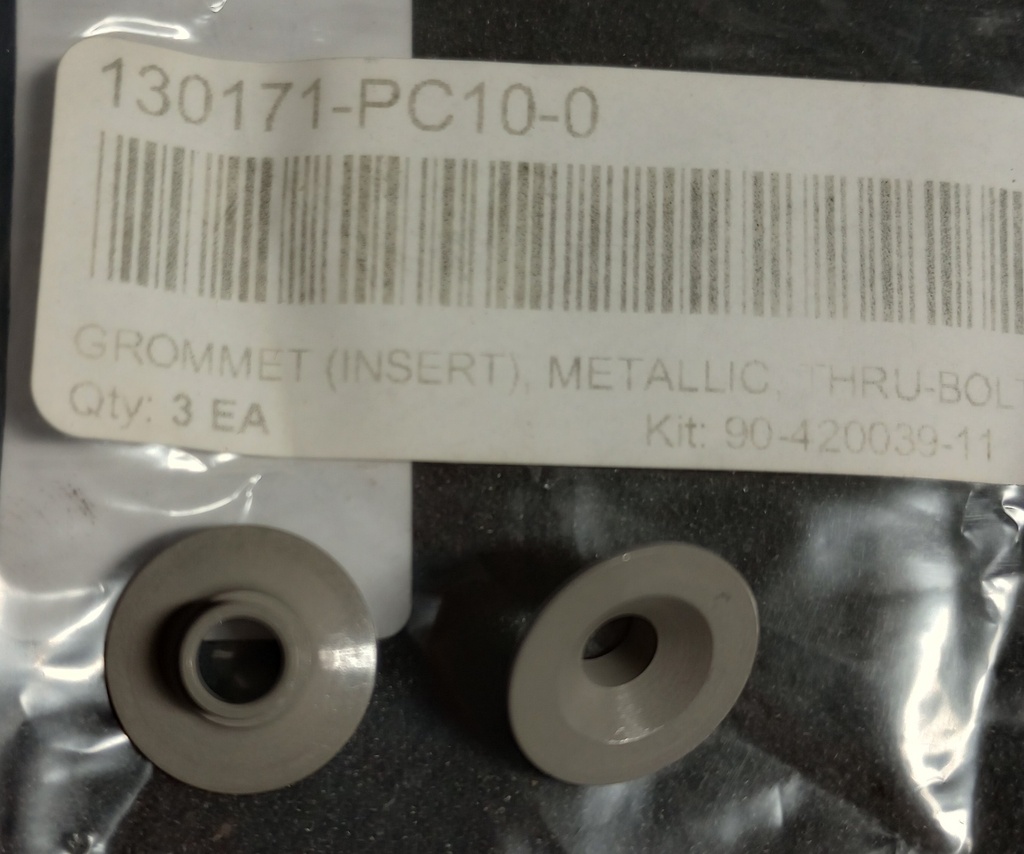 130171-PC10-0
GROMMET (INSERT), METALLIC, THRU-BOLT
Qty: 3 EA
Kit: 90-420039-11